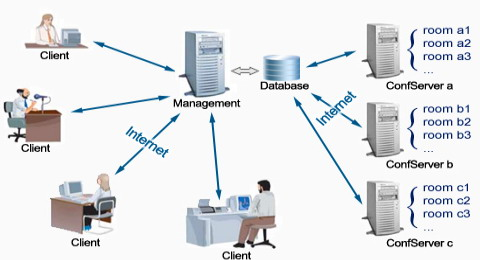 Client
Client
Internet
Client
Client
Management
Database
Internet
room a1
room a2
room a3
...
ConfServer a
room b1
room b2
room b3
...
ConfServer b
room c1
room c2
room c3
...
ConfServer c